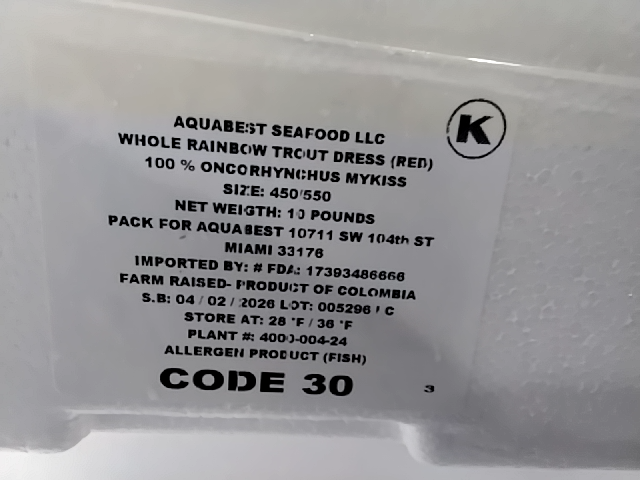 K
AQUABEST SEAFOOD LLC
WHOLE RAINBOW TROUT DRESS (RED)
100 % ONCORHYNCHUS MYKISS
SIZE: 450/550
NET WEIGTH: 10 POUNDS
PACK FOR AQUABEST 10711 SW 104th ST
MIAMI 33176
IMPORTED BY: # FDA: 17393486666
FARM RAISED- PRODUCT OF COLOMBIA
S.B: 04 / 02 / 2026 LOT: 005296 / C
STORE AT: 28 °F / 36 °F
PLANT #: 4000-004-24
ALLERGEN PRODUCT (FISH)
CODE 30
3